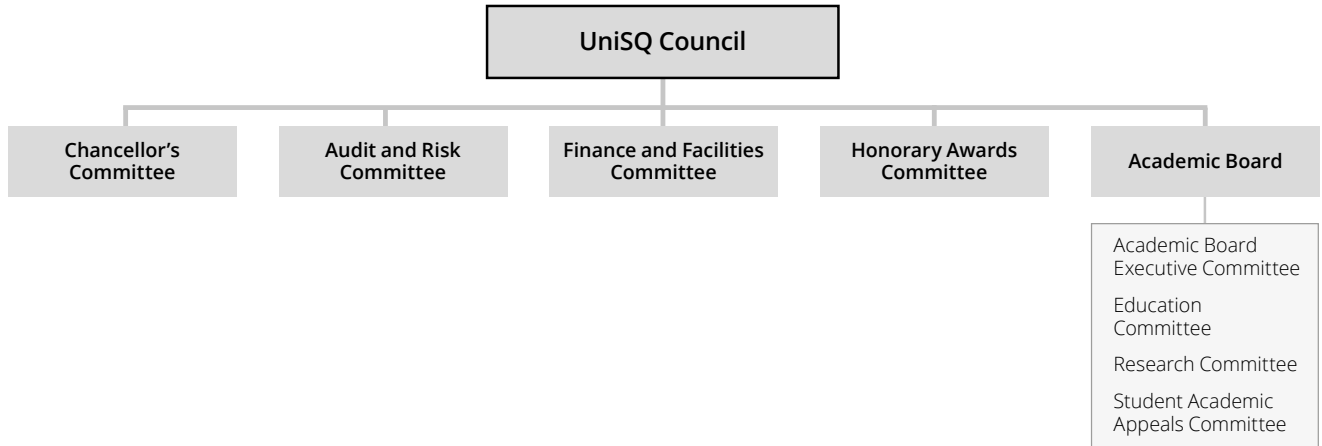 UniSQ Council
Chancellor’s
Committee
Audit and Risk
Committee
Finance and Facilities
Committee
Honorary Awards
Committee
Academic Board
Academic Board
Executive Committee
Education
Committee
Research Committee
Student Academic
Appeals Committee